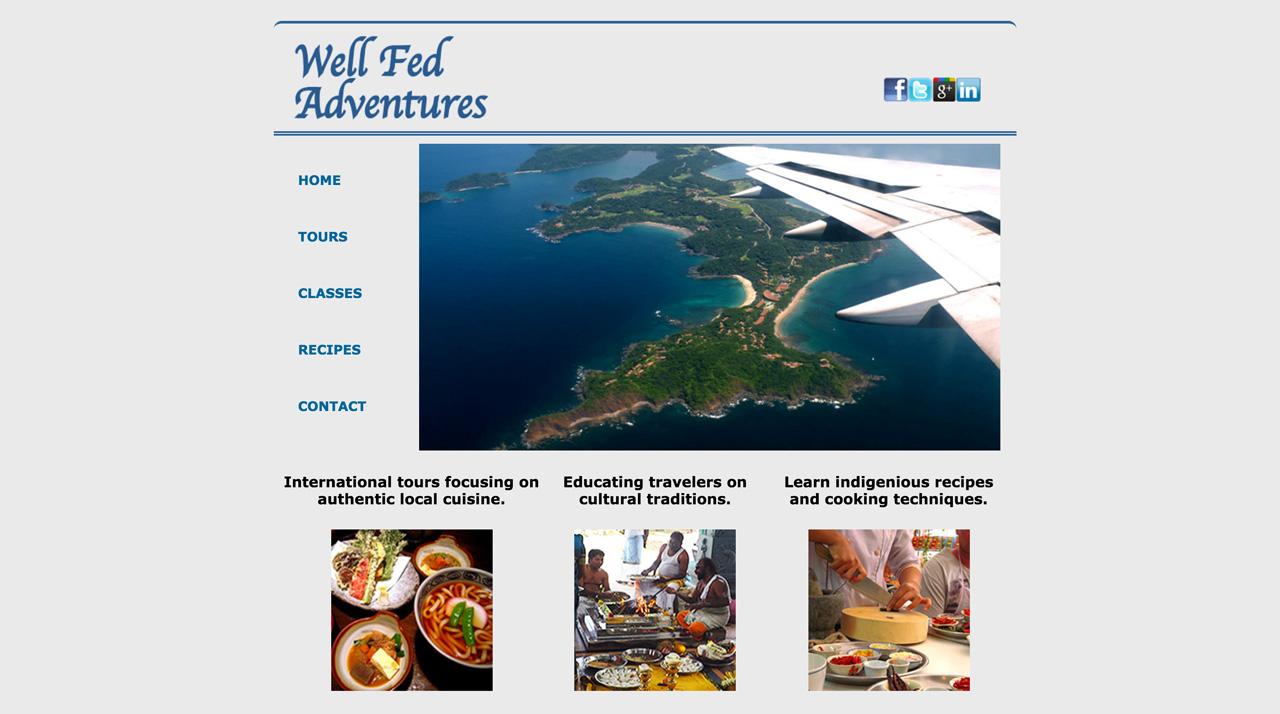 Well Fed
Adventures
HOME
TOURS
CLASSES
RECIPES
CONTACT
International tours focusing on
authentic local cuisine.
Educating travelers on
cultural traditions.
Learn indigenious recipes
and cooking techniques.